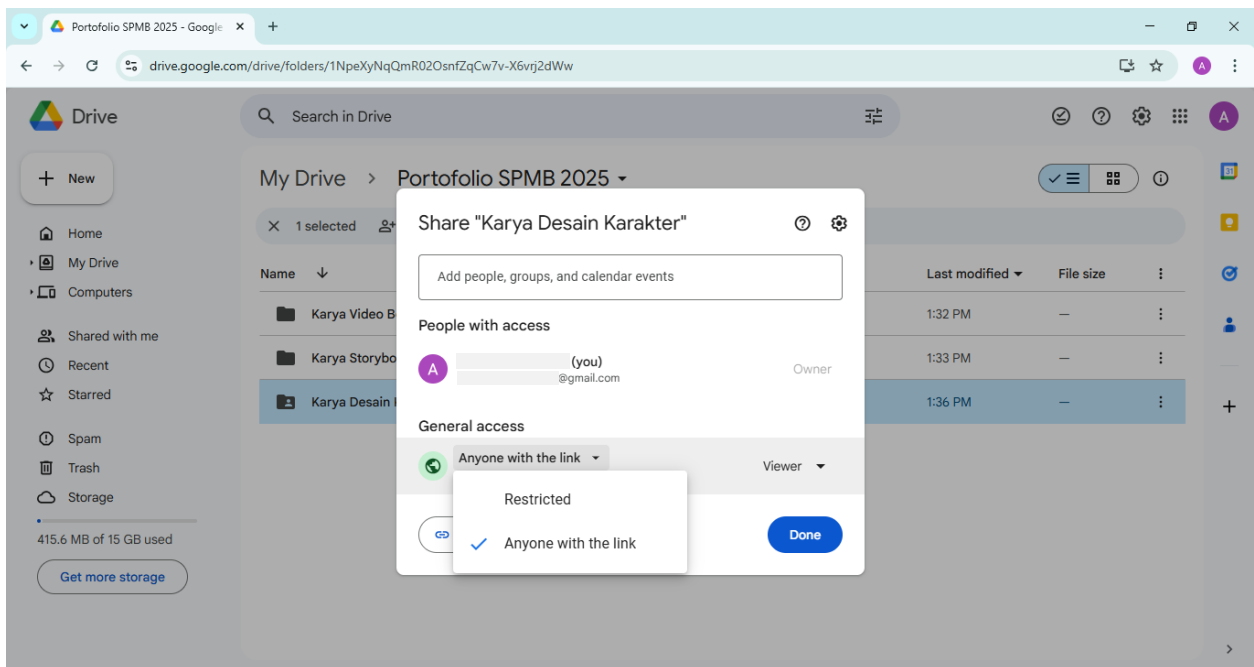 Portofolio SPMB 2025 - Google
drive.google.com/drive/folders/1NpeXyNqQmR02OsnfZqCw7v-X6vrj2dWw
A
Drive
Search in Drive
A
New
My Drive > Portofolio SPMB 2025
31
1 selected
Home
My Drive
Computers
Shared with me
Recent
Starred
Spam
Trash
Storage
415.6 MB of 15 GB used
Get more storage
Name
Last modified
File size
Karya Video B
1:32 PM
—
Karya Storybo
1:33 PM
—
Karya Desain
1:36 PM
—
Share "Karya Desain Karakter"
Add people, groups, and calendar events
People with access
A
(you)
@gmail.com
Owner
General access
Anyone with the link
Viewer
Restricted
Anyone with the link
Done